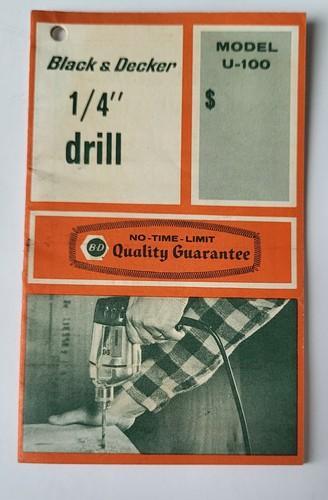 Black & Decker
1/4"
drill
MODEL
U-100
$
NO-TIME-LIMIT
B·D Quality Guarantee